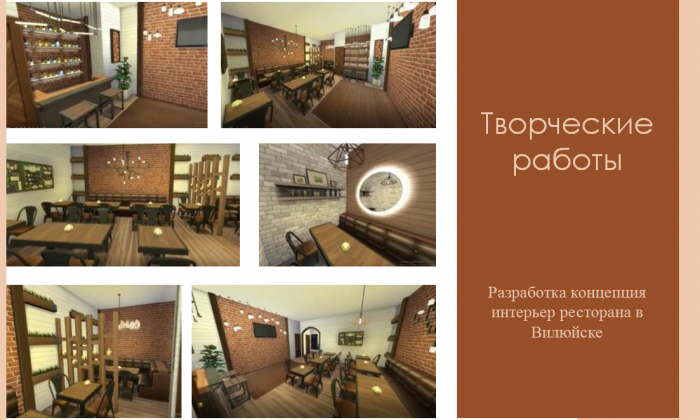 Творческие
работы
Разработка концепция
интерьер ресторана в
Вилюйске